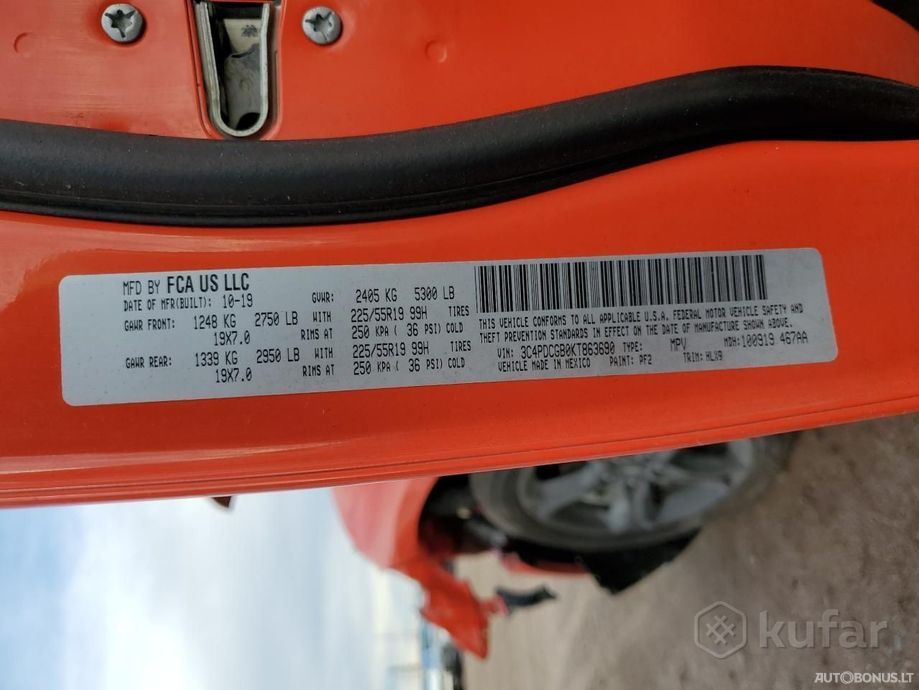 MFD BY FCA US LLC
DATE OF MFR(BUILT): 10-19 GVWR: 2405 KG 5300 LB
GAWR FRONT: 1248 KG 2750 LB WITH 225/55R19 99H TIRES
19X7.0 RIMS AT 250 KPA ( 36 PSI) COLD
GAWR REAR: 1339 KG 2950 LB WITH 225/55R19 99H TIRES
19X7.0 RIMS AT 250 KPA ( 36 PSI) COLD
THIS VEHICLE CONFORMS TO ALL APPLICABLE U.S.A. FEDERAL MOTOR VEHICLE SAFETY AND
THEFT PREVENTION STANDARDS IN EFFECT ON THE DATE OF MANUFACTURE SHOWN ABOVE.
VIN: 3C4PDCGB0KT863690 TYPE: MPV MDH: 100919 467AA
VEHICLE MADE IN MEXICO PAINT: PF2 TRIM: HLX9
kufar
AUTOBONUS.LT